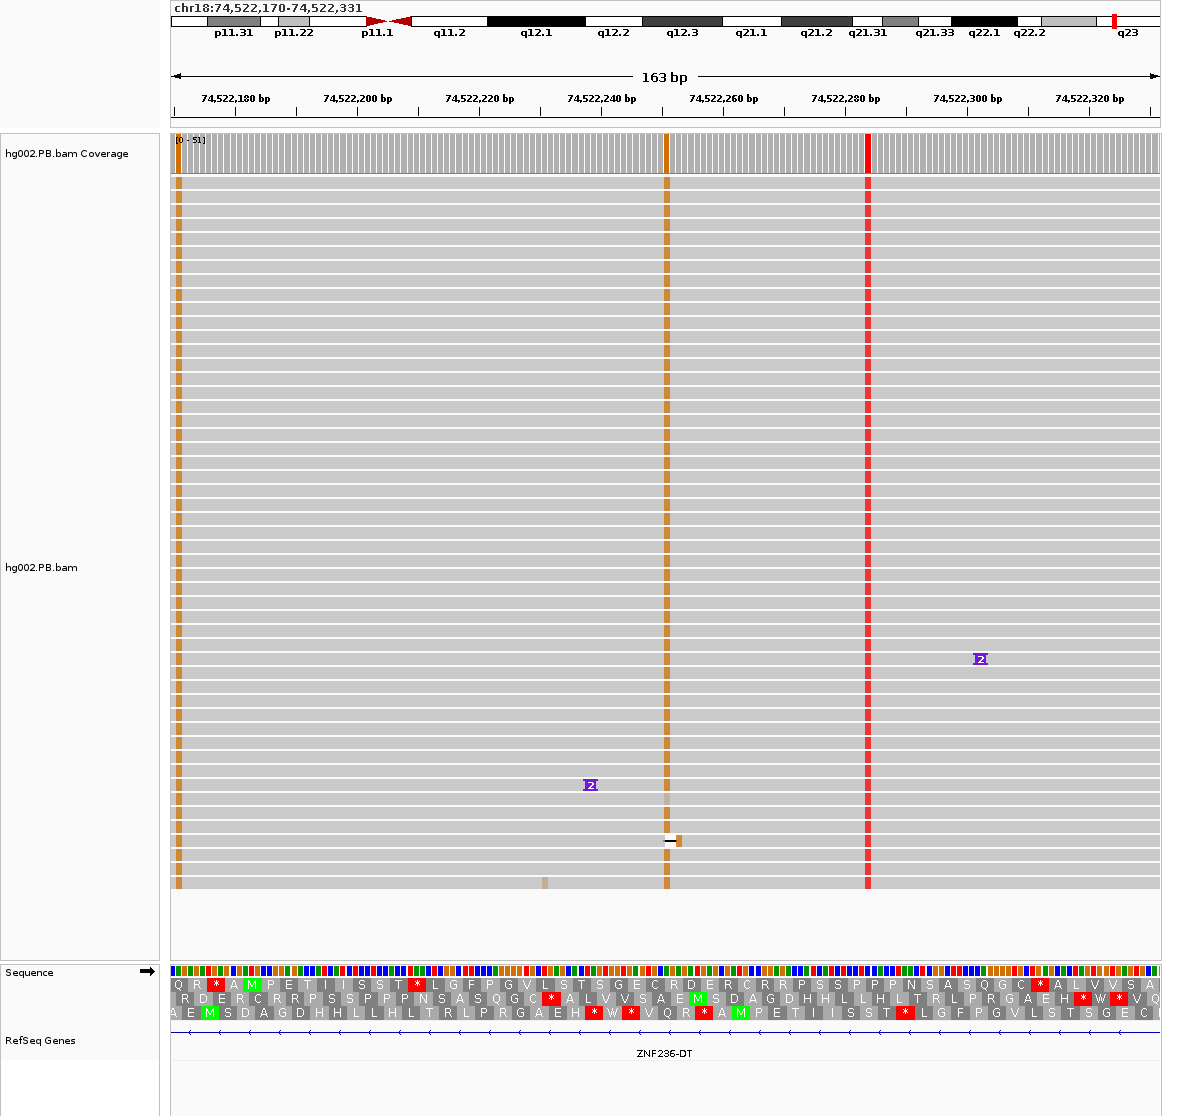 chr18:74,522,170-74,522,331
p11.31 p11.22 p11.1 q11.2 q12.1 q12.2 q12.3 q21.1 q21.2 q21.31 q21.33 q22.1 q22.2 q23
163 bp
74,522,180 bp 74,522,200 bp 74,522,220 bp 74,522,240 bp 74,522,260 bp 74,522,280 bp 74,522,300 bp 74,522,320 bp
[0 - 51]
hg002.PB.bam Coverage
hg002.PB.bam
2
2
Sequence
Q R * A M P E T I I S S T * L G F P G V L S T S G E C R D E R C R R P S S P P P N S A S Q G C * A L V V S A
R D E R C R R P S S P P P N S A S Q G C * A L V V S A E M S D A G D H H L L H L T R L P R G A E H * W * V Q
A E M S D A G D H H L L H L T R L P R G A E H * W * V Q R * A M P E T I I S S T * L G F P G V L S T S G E C
RefSeq Genes
ZNF236-DT